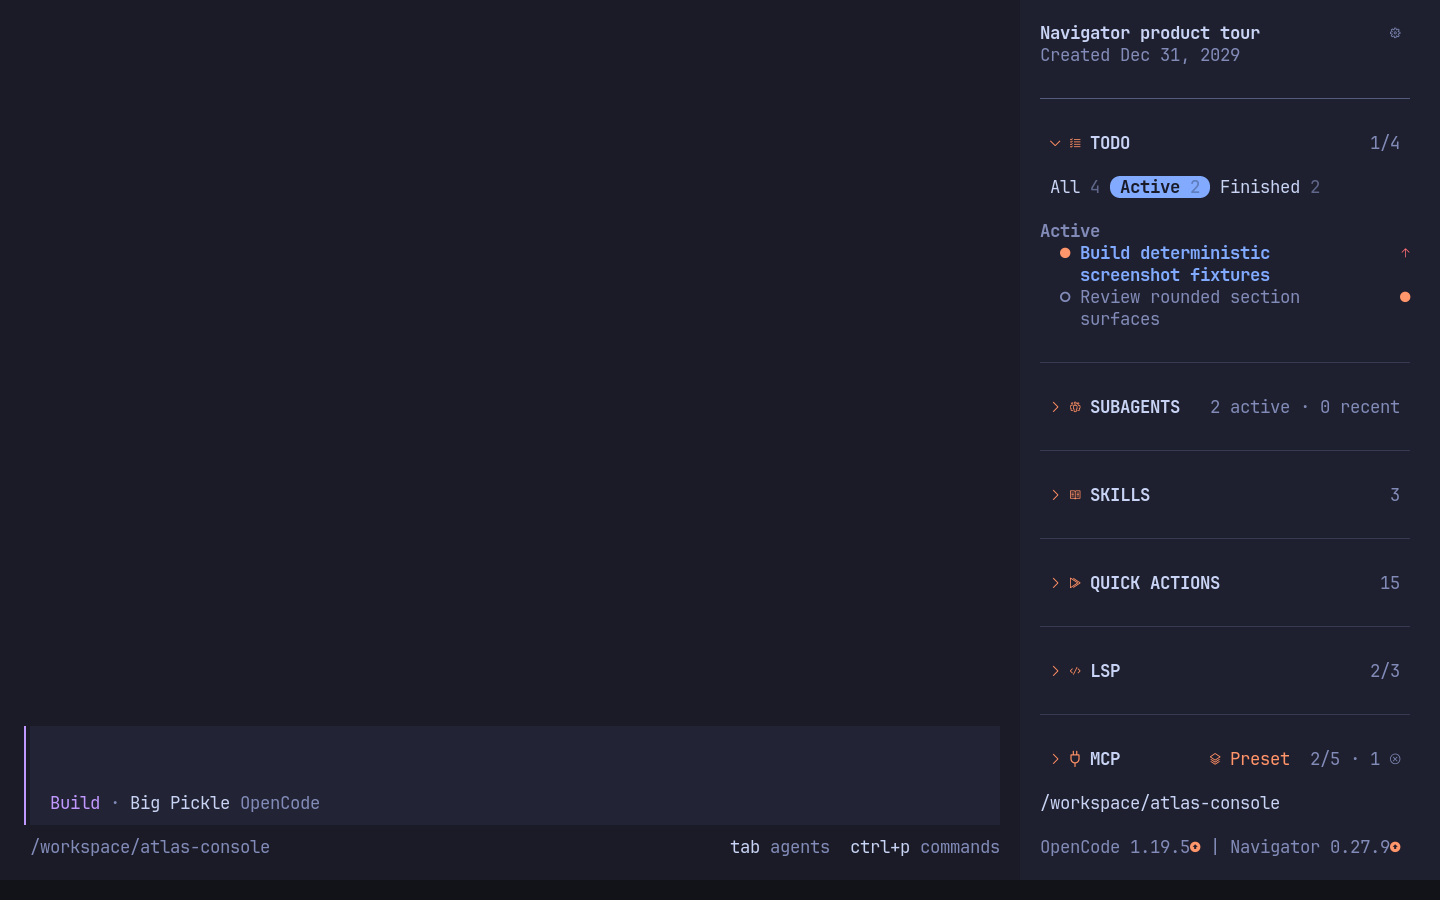 Navigator product tour
Created Dec 31, 2029
TODO 1/4
All 4 Active 2 Finished 2
Active
Build deterministic
screenshot fixtures
Review rounded section
surfaces
SUBAGENTS 2 active · 0 recent
SKILLS 3
QUICK ACTIONS 15
LSP 2/3
MCP Preset 2/5 · 1
/workspace/atlas-console
OpenCode 1.19.5 | Navigator 0.27.9
Build · Big Pickle OpenCode
/workspace/atlas-console tab agents ctrl+p commands